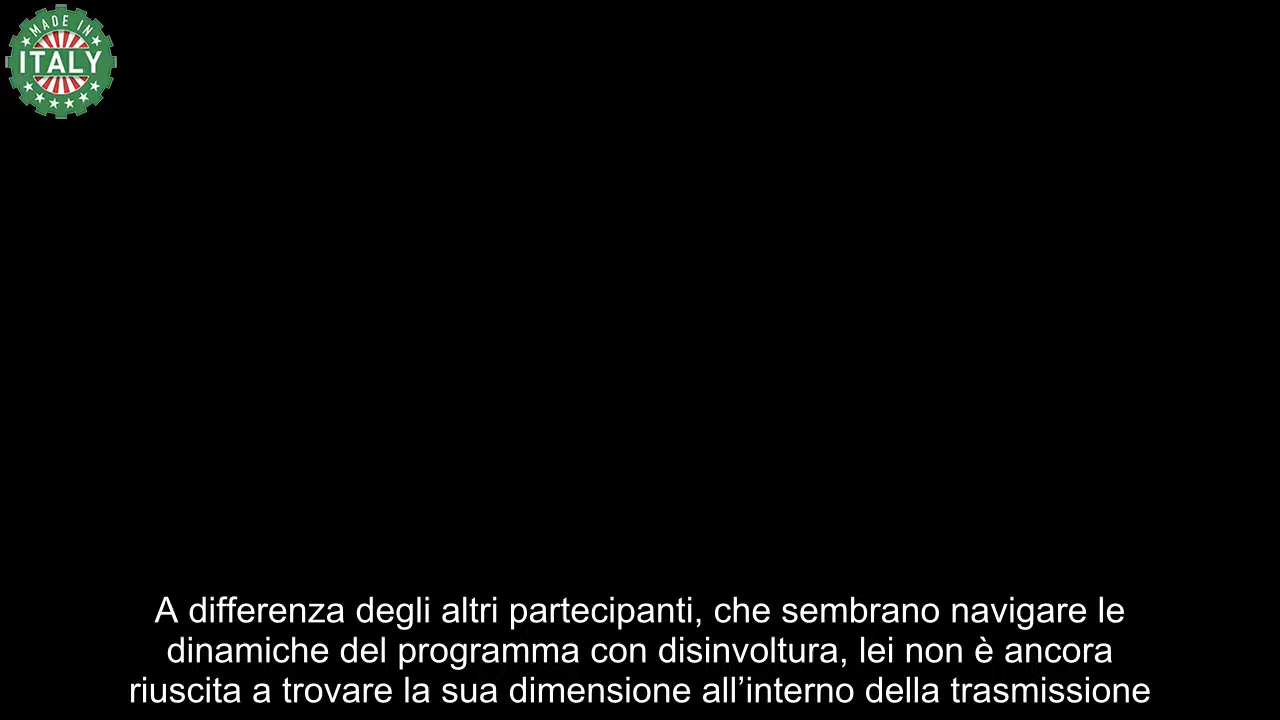 MADE IN
ITALY
A differenza degli altri partecipanti, che sembrano navigare le
dinamiche del programma con disinvoltura, lei non è ancora
riuscita a trovare la sua dimensione all’interno della trasmissione